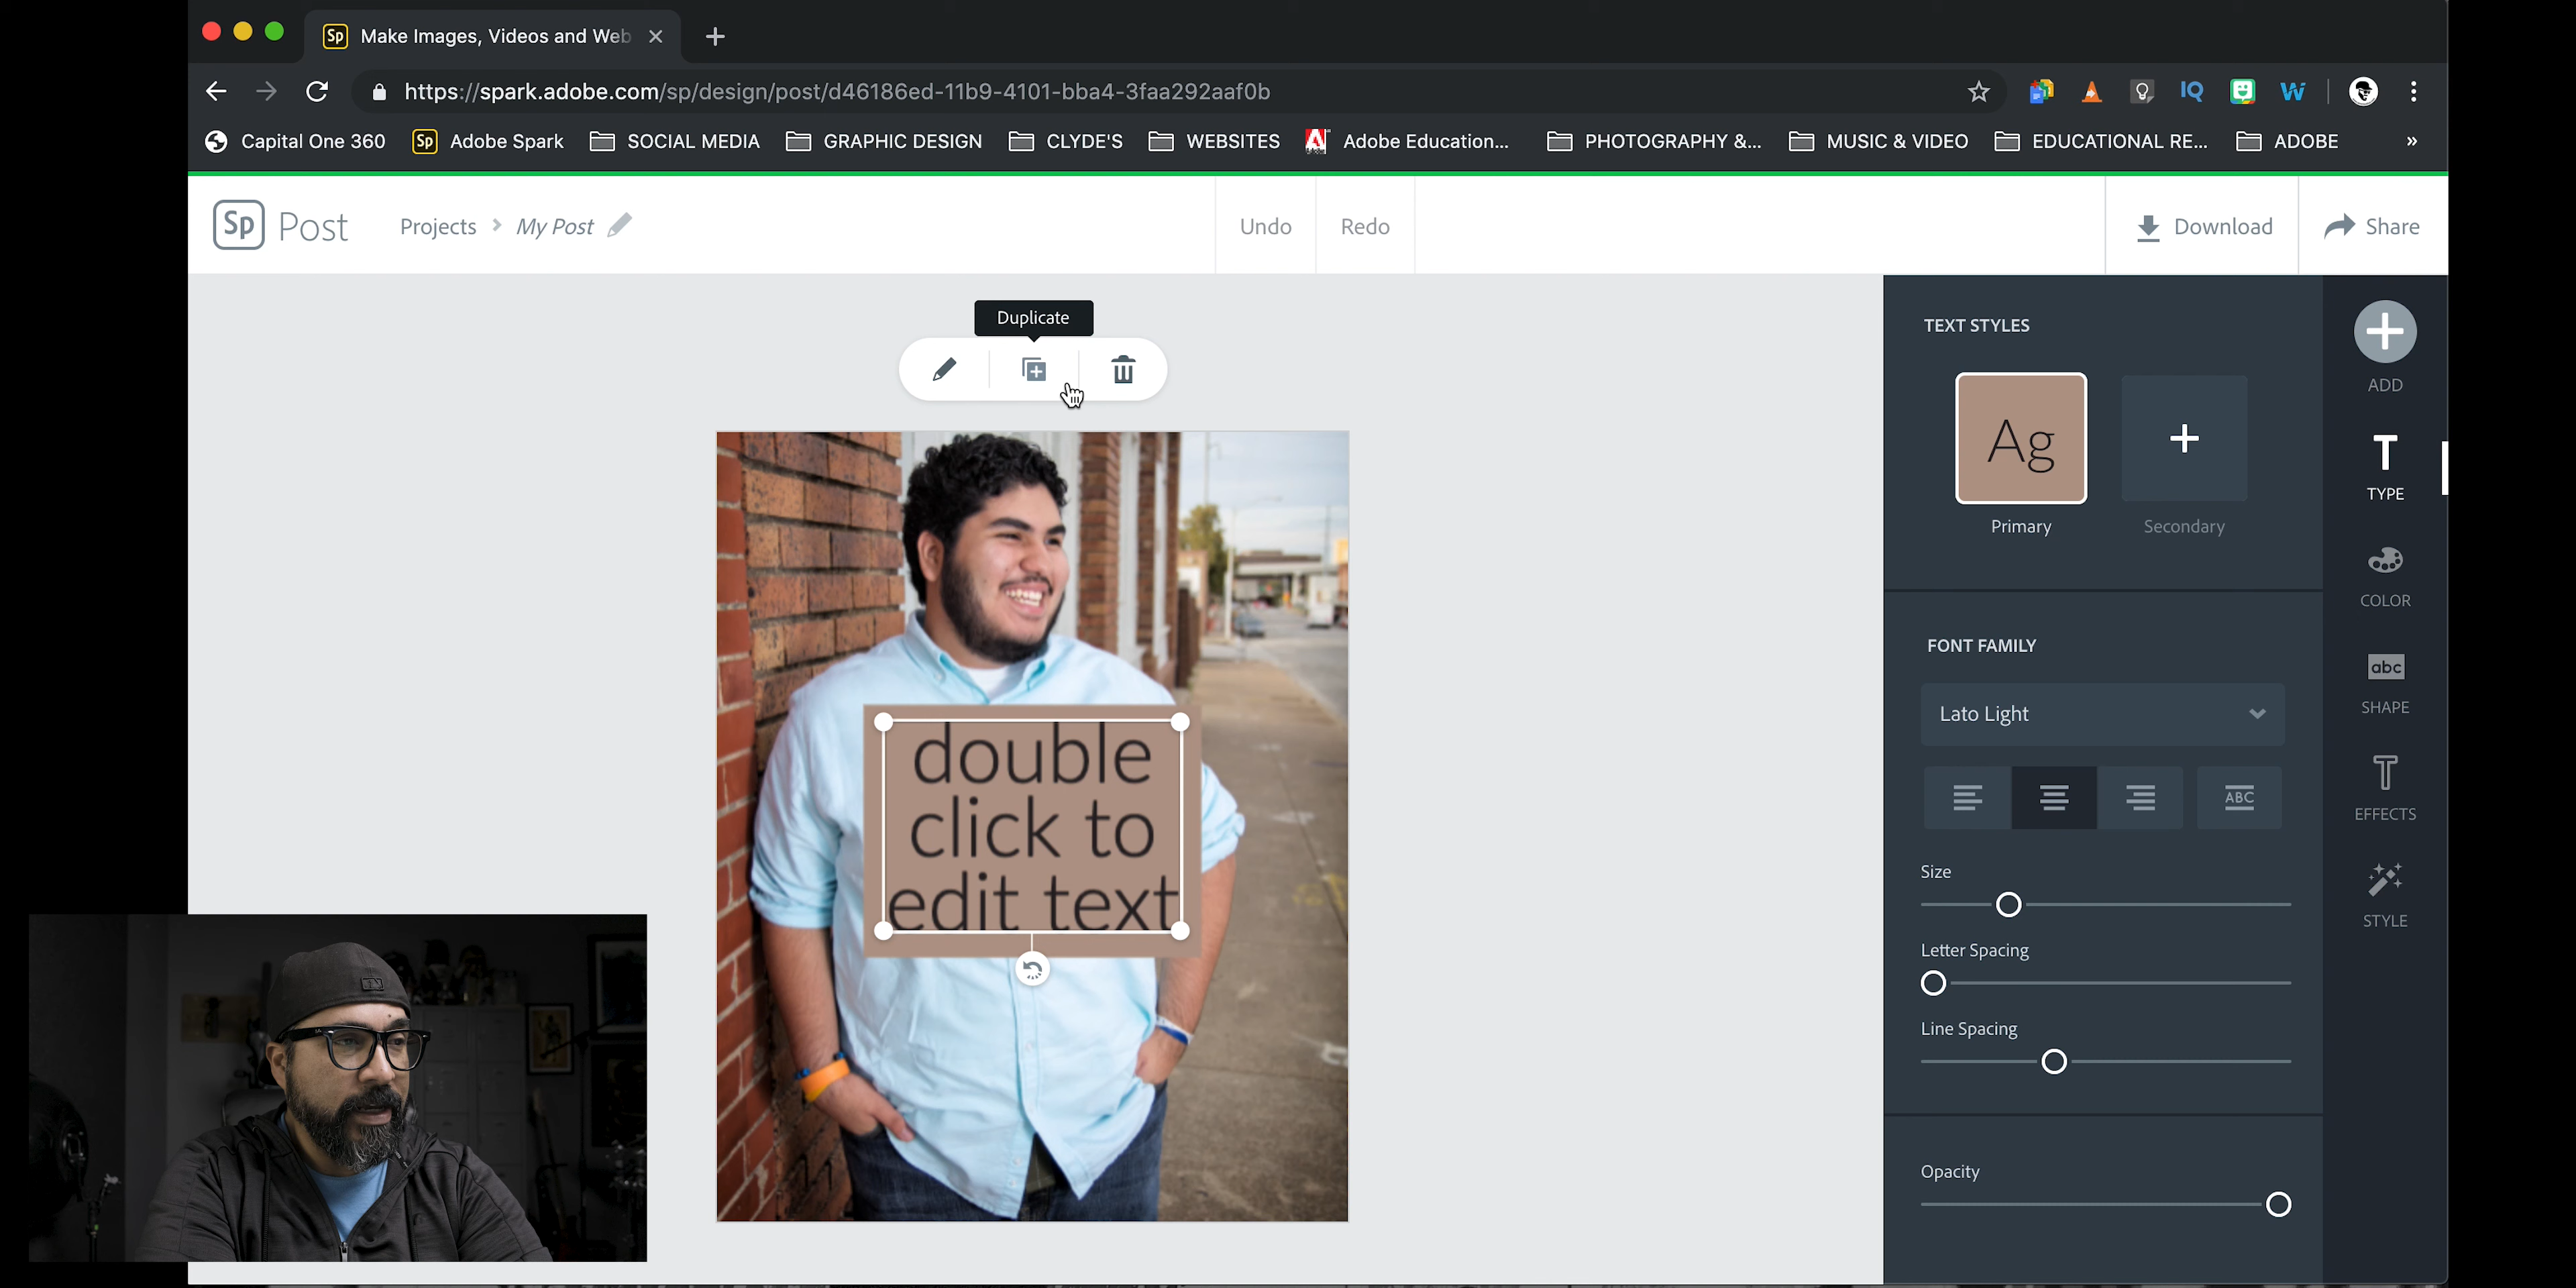 Sp Make Images, Videos and Web
https://spark.adobe.com/sp/design/post/d46186ed-11b9-4101-bba4-3faa292aaf0b
IQ W
Capital One 360 Sp Adobe Spark SOCIAL MEDIA GRAPHIC DESIGN CLYDE'S WEBSITES Adobe Education... PHOTOGRAPHY &... MUSIC & VIDEO EDUCATIONAL RE... ADOBE »
Sp Post Projects > My Post Undo Redo Download Share
Duplicate
double
click to
edit text
TEXT STYLES
Ag
Primary
Secondary
FONT FAMILY
Lato Light
ABC
Size
Letter Spacing
Line Spacing
Opacity
ADD
T
TYPE
COLOR
abc
SHAPE
T
EFFECTS
STYLE